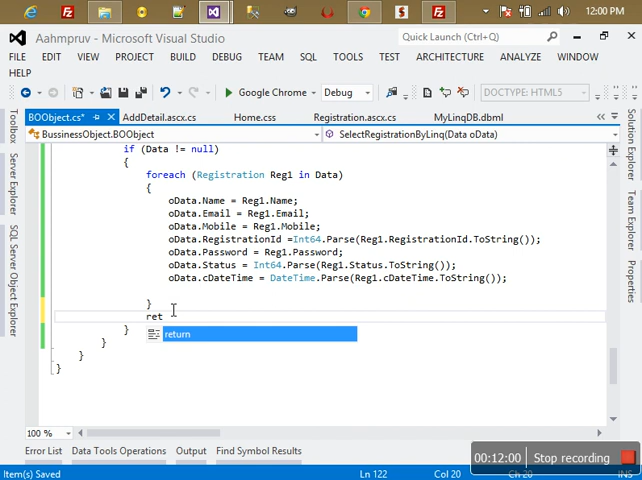 12:00 PM
Aahmpruv - Microsoft Visual Studio
Quick Launch (Ctrl+Q)
FILE EDIT VIEW PROJECT BUILD DEBUG TEAM SQL TOOLS TEST ARCHITECTURE ANALYZE WINDOW
HELP
Google Chrome Debug DOCTYPE: HTML5
BOObject.cs* AddDetail.ascx.cs Home.css Registration.ascx.cs MyLinqDB.dbml
BussinessObject.BOObject SelectRegistrationByLinq(Data oData)
if (Data != null)
{
foreach (Registration Reg1 in Data)
{
oData.Name = Reg1.Name;
oData.Email = Reg1.Email;
oData.Mobile = Reg1.Mobile;
oData.RegistrationId =Int64.Parse(Reg1.RegistrationId.ToString());
oData.Password = Reg1.Password;
oData.Status = Int64.Parse(Reg1.Status.ToString());
oData.cDateTime = DateTime.Parse(Reg1.cDateTime.ToString());
}
ret
}
return
}
}
}
Toolbox
Server Explorer
SQL Server Object Explorer
Solution Explorer
Team Explorer
Properties
100 %
Error List Data Tools Operations Output Find Symbol Results
00:12:00 Stop recording
Item(s) Saved Ln 122 Col 20 Ch 20 INS